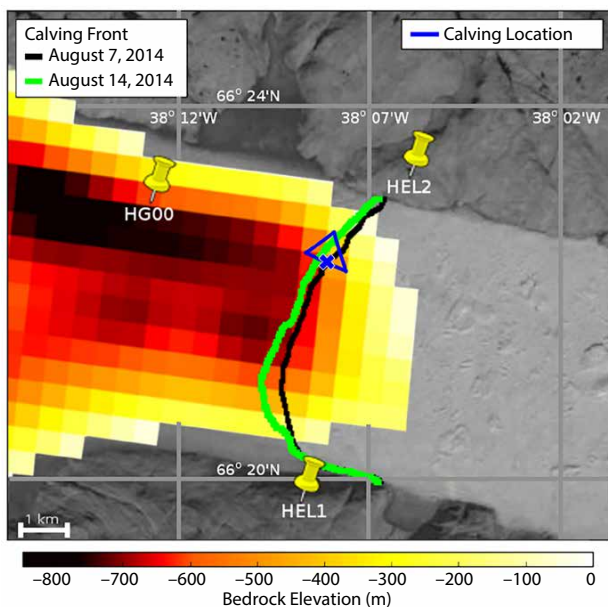 Calving Front
August 7, 2014
August 14, 2014
Calving Location
66° 24'N
38° 12'W
38° 07'W
38° 02'W
HEL2
HG00
66° 20'N
HEL1
1 km
−800 −700 −600 −500 −400 −300 −200 −100 0
Bedrock Elevation (m)